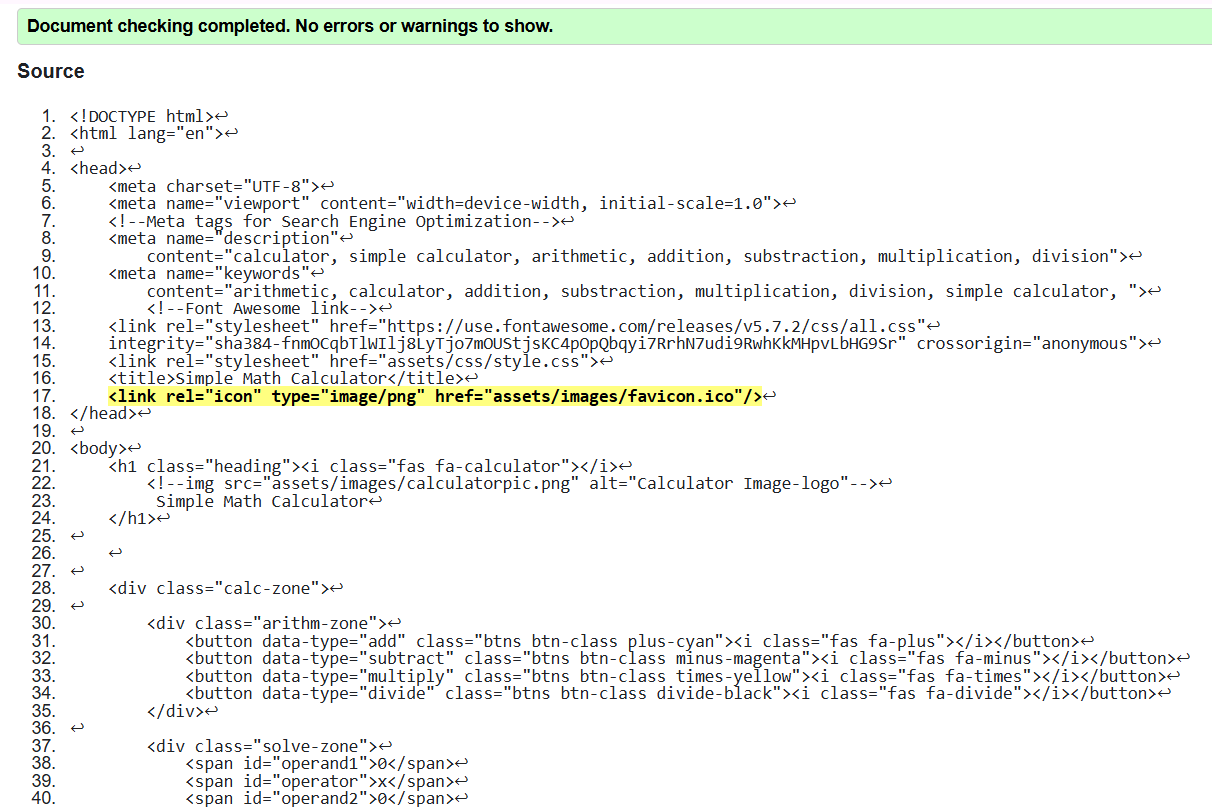 Document checking completed. No errors or warnings to show.
Source
1. <!DOCTYPE html>↩
2. <html lang="en">↩
3. ↩
4. <head>↩
5.     <meta charset="UTF-8">↩
6.     <meta name="viewport" content="width=device-width, initial-scale=1.0">↩
7.     <!--Meta tags for Search Engine Optimization-->↩
8.     <meta name="description"↩
9.         content="calculator, simple calculator, arithmetic, addition, substraction, multiplication, division">↩
10.     <meta name="keywords"↩
11.         content="arithmetic, calculator, addition, substraction, multiplication, division, simple calculator, ">↩
12.         <!--Font Awesome link-->↩
13.     <link rel="stylesheet" href="https://use.fontawesome.com/releases/v5.7.2/css/all.css"↩
14.     integrity="sha384-fnmOCqbTlWIlj8LyTjo7mOUStjsKC4pOpQbqyi7RrhN7udi9RwhKkMHpvLbHG9Sr" crossorigin="anonymous">↩
15.     <link rel="stylesheet" href="assets/css/style.css">↩
16.     <title>Simple Math Calculator</title>↩
17.     <link rel="icon" type="image/png" href="assets/images/favicon.ico"/>↩
18. </head>↩
19. ↩
20. <body>↩
21.     <h1 class="heading"><i class="fas fa-calculator"></i>↩
22.         <!--img src="assets/images/calculatorpic.png" alt="Calculator Image-logo"-->↩
23.          Simple Math Calculator↩
24.     </h1>↩
25. ↩
26.     ↩
27. ↩
28.     <div class="calc-zone">↩
29. ↩
30.         <div class="arithm-zone">↩
31.             <button data-type="add" class="btns btn-class plus-cyan"><i class="fas fa-plus"></i></button>↩
32.             <button data-type="subtract" class="btns btn-class minus-magenta"><i class="fas fa-minus"></i></button>↩
33.             <button data-type="multiply" class="btns btn-class times-yellow"><i class="fas fa-times"></i></button>↩
34.             <button data-type="divide" class="btns btn-class divide-black"><i class="fas fa-divide"></i></button>↩
35.         </div>↩
36. ↩
37.         <div class="solve-zone">↩
38.             <span id="operand1">0</span>↩
39.             <span id="operator">x</span>↩
40.             <span id="operand2">0</span>↩